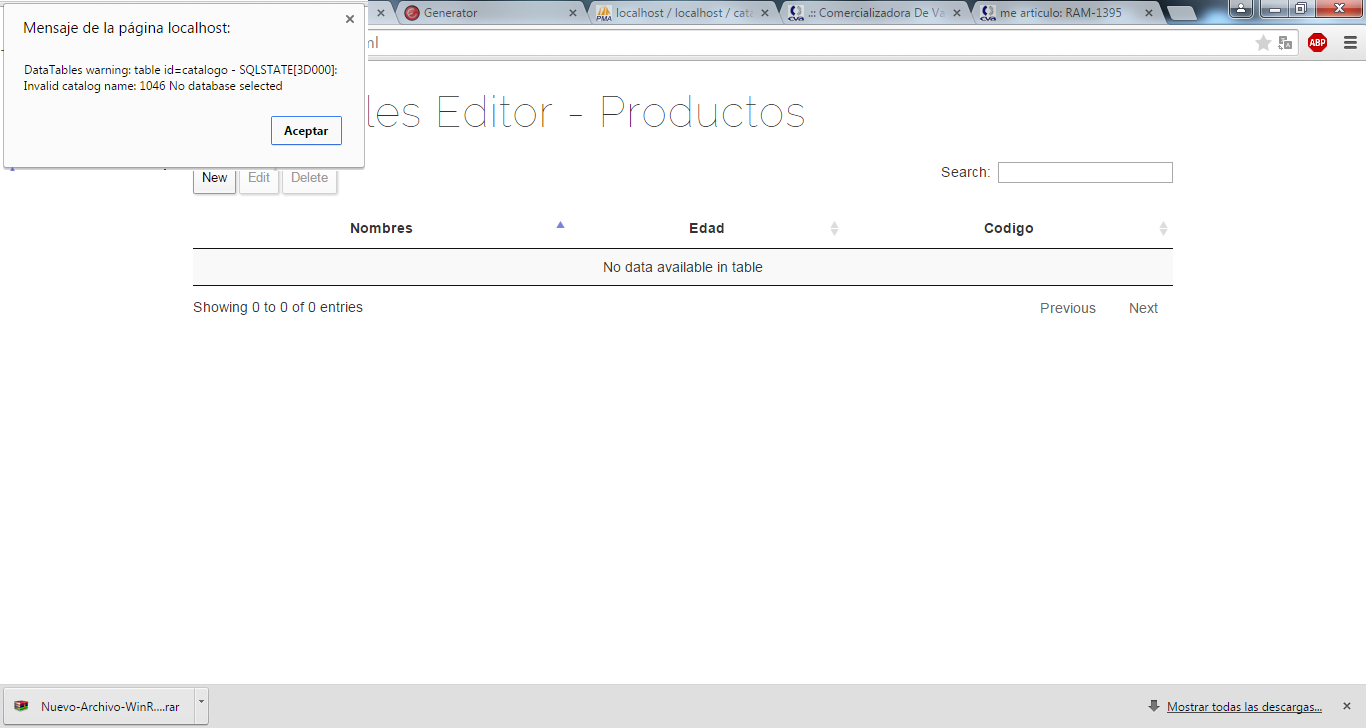 Mensaje de la página localhost:
DataTables warning: table id=catalogo - SQLSTATE[3D000]:
Invalid catalog name: 1046 No database selected
Aceptar
Generator
localhost / localhost / cata
.:: Comercializadora De Va
me articulo: RAM-1395
ml
ABP
les Editor - Productos
New Edit Delete
Search:
Nombres Edad Codigo
No data available in table
Showing 0 to 0 of 0 entries
Previous Next
Nuevo-Archivo-WinR....rar
Mostrar todas las descargas...